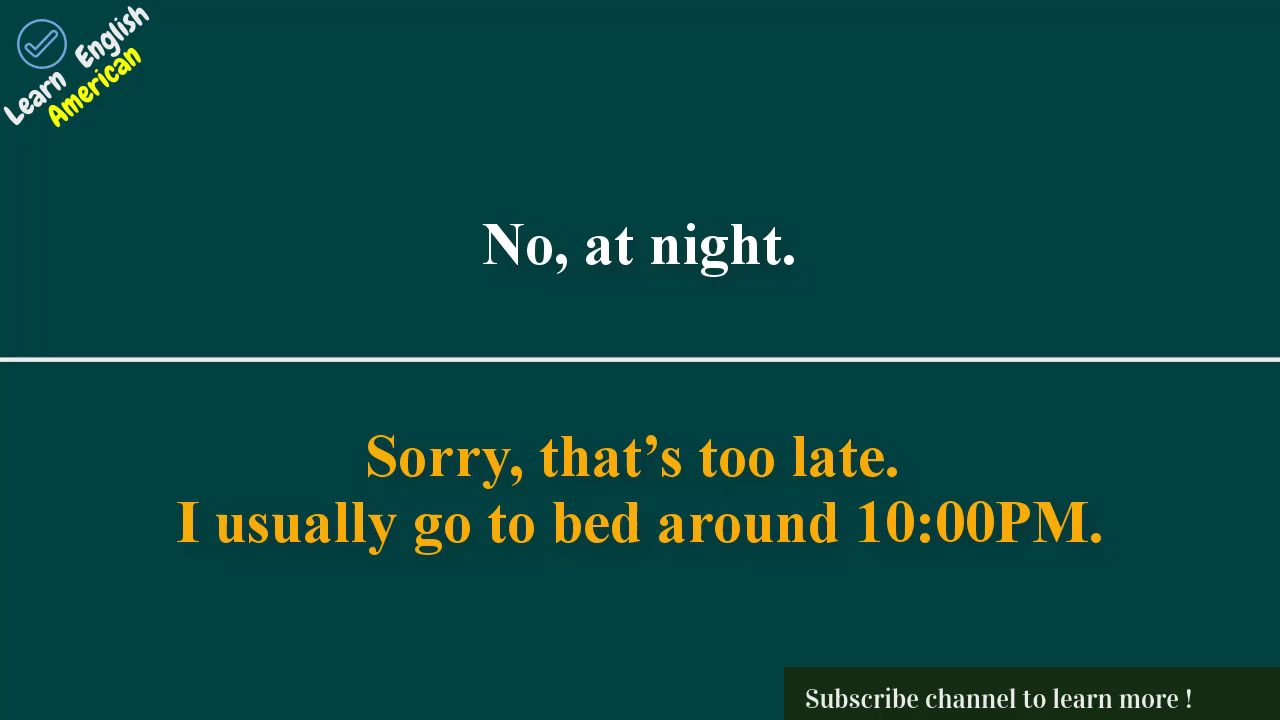 Learn English
American
No, at night.
Sorry, that’s too late.
I usually go to bed around 10:00PM.
Subscribe channel to learn more !